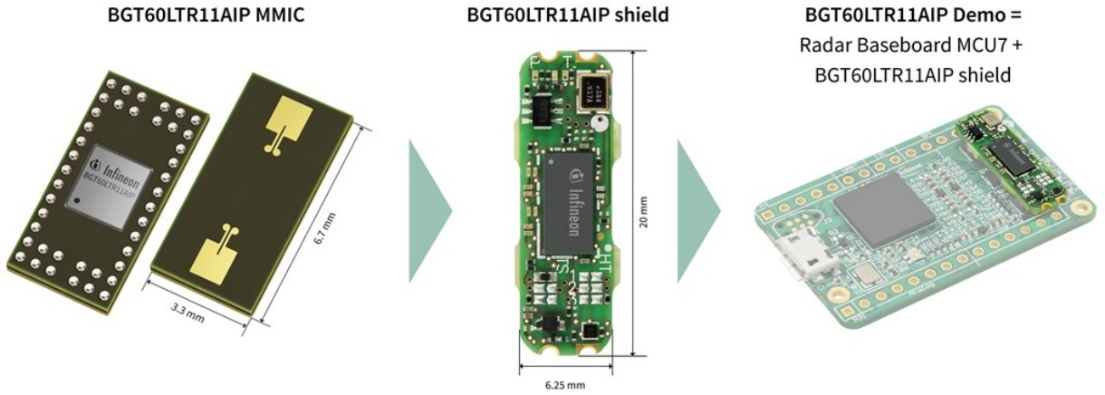 BGT60LTR11AIP MMIC
Infineon
BGT60LTR11AIP
6.7 mm
3.3 mm
BGT60LTR11AIP shield
Infineon
20 mm
6.25 mm
BGT60LTR11AIP Demo =
Radar Baseboard MCU7 +
BGT60LTR11AIP shield
Infineon